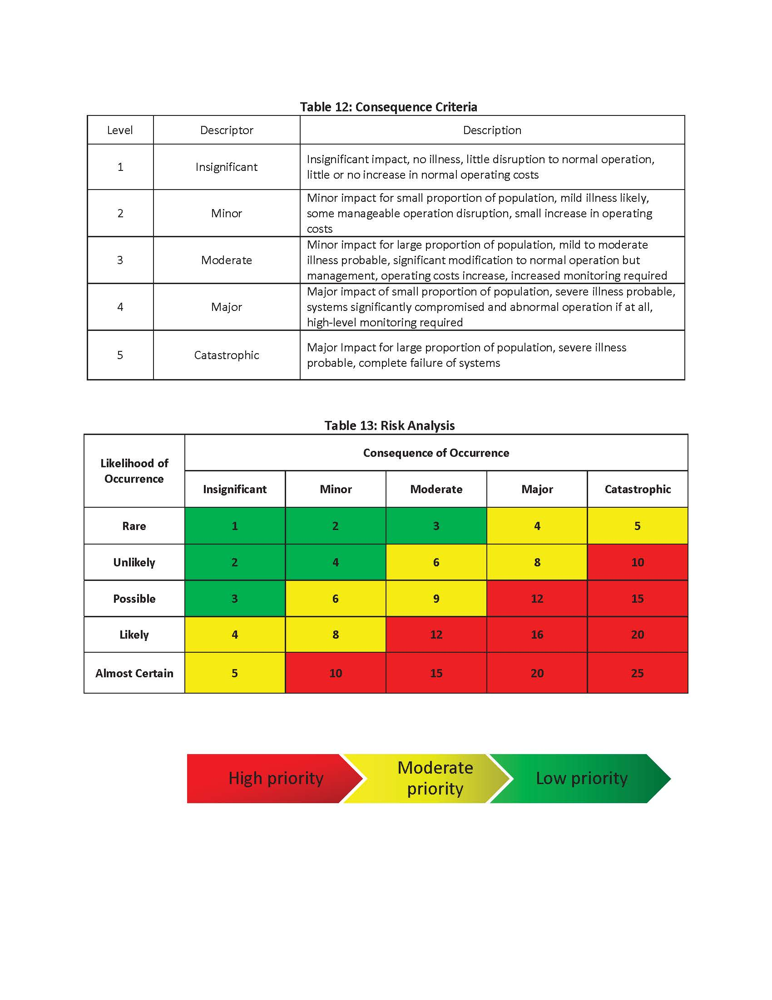 Table 12: Consequence Criteria
Level Descriptor Description
1 Insignificant Insignificant impact, no illness, little disruption to normal operation,
little or no increase in normal operating costs
2 Minor Minor impact for small proportion of population, mild illness likely,
some manageable operation disruption, small increase in operating
costs
3 Moderate Minor impact for large proportion of population, mild to moderate
illness probable, significant modification to normal operation but
management, operating costs increase, increased monitoring required
4 Major Major impact of small proportion of population, severe illness probable,
systems significantly compromised and abnormal operation if at all,
high-level monitoring required
5 Catastrophic Major Impact for large proportion of population, severe illness
probable, complete failure of systems
Table 13: Risk Analysis
Likelihood of
Occurrence
Consequence of Occurrence
Insignificant Minor Moderate Major Catastrophic
Rare 1 2 3 4 5
Unlikely 2 4 6 8 10
Possible 3 6 9 12 15
Likely 4 8 12 16 20
Almost Certain 5 10 15 20 25
High priority
Moderate
priority
Low priority